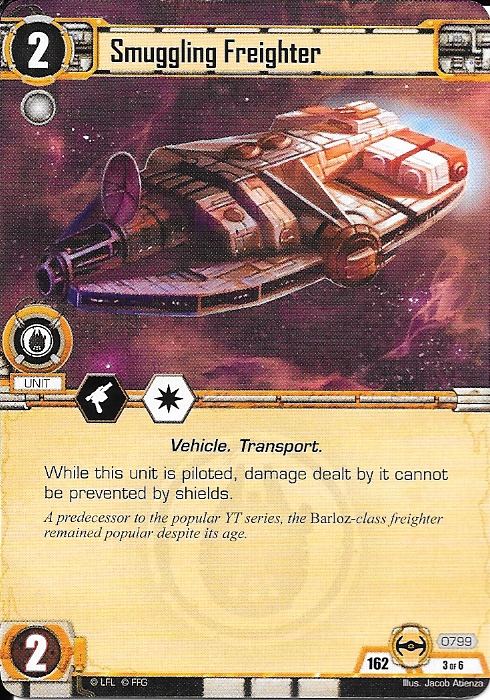 2
Smuggling Freighter
UNIT
Vehicle. Transport.
While this unit is piloted, damage dealt by it cannot
be prevented by shields.
A predecessor to the popular YT series, the Barloz-class freighter
remained popular despite its age.
2
0799
162
3 OF 6
© LFL © FFG
Illus. Jacob Atienza